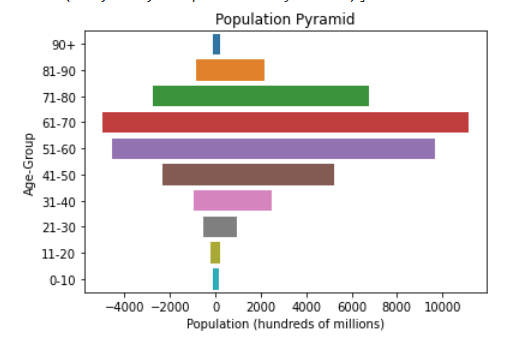 Population Pyramid
90+
81-90
71-80
61-70
51-60
41-50
31-40
21-30
11-20
0-10
Age-Group
−4000 −2000 0 2000 4000 6000 8000 10000
Population (hundreds of millions)